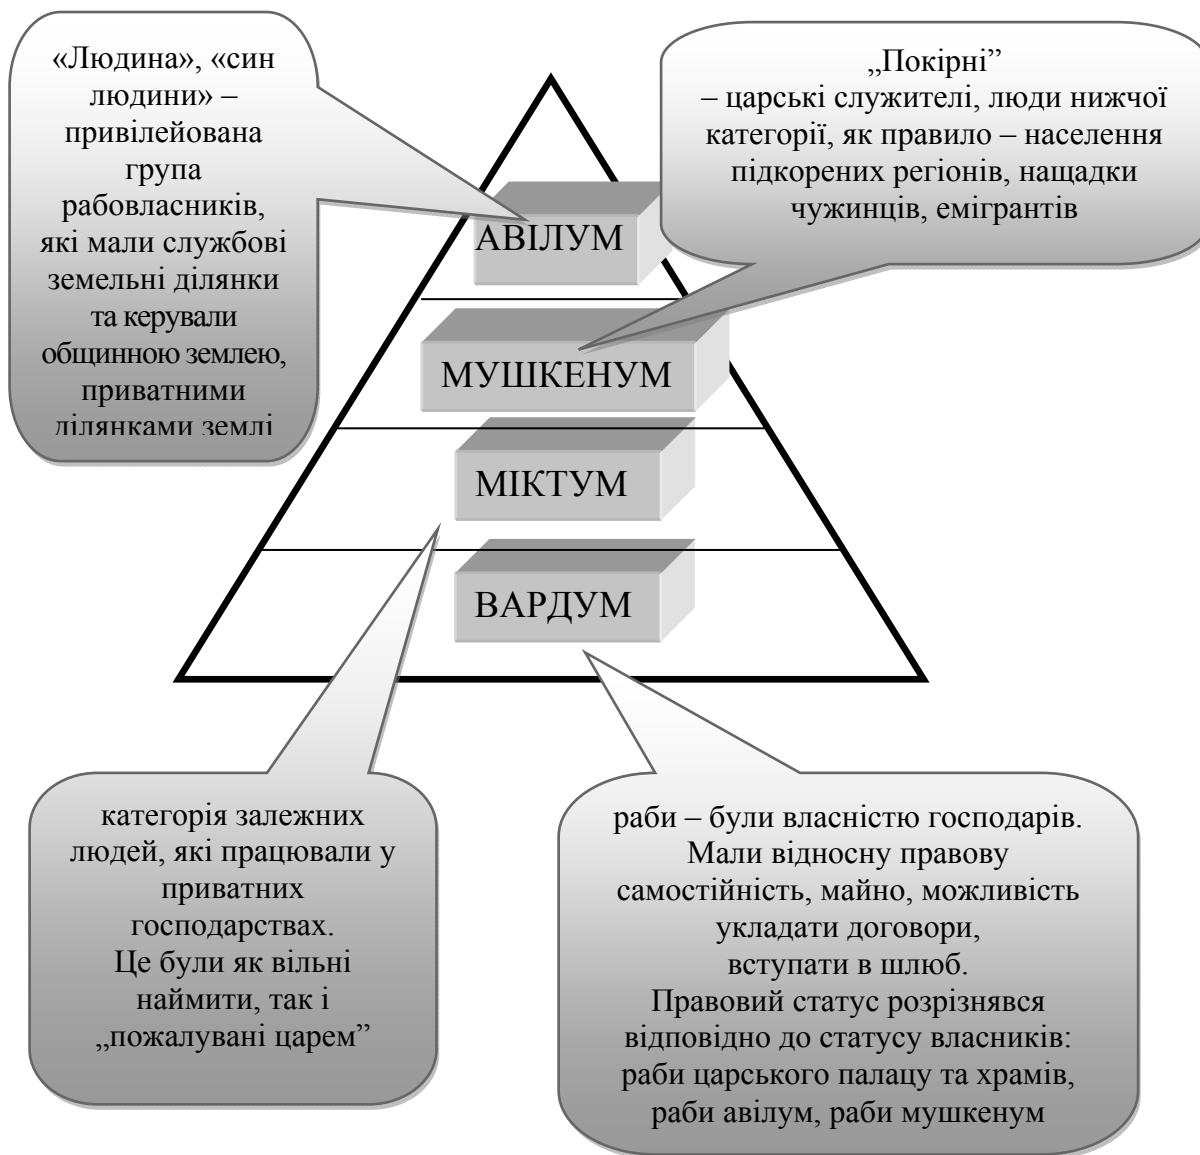 «Людина», «син
людини» –
привілейована
група
рабовласників,
які мали службові
земельні ділянки
та керували
общинною землею,
приватними
ділянками землі
„Покірні”
– царські служителі, люди нижчої
категорії, як правило – населення
підкорених регіонів, нащадки
чужинців, емігрантів
АВІЛУМ
МУШКЕНУМ
МІКТУМ
ВАРДУМ
категорія залежних
людей, які працювали у
приватних
господарствах.
Це були як вільні
наймити, так і
„пожалувані царем”
раби – були власністю господарів.
Мали відносну правову
самостійність, майно, можливість
укладати договори,
вступати в шлюб.
Правовий статус розрізнявся
відповідно до статусу власників:
раби царського палацу та храмів,
раби авілум, раби мушкенум